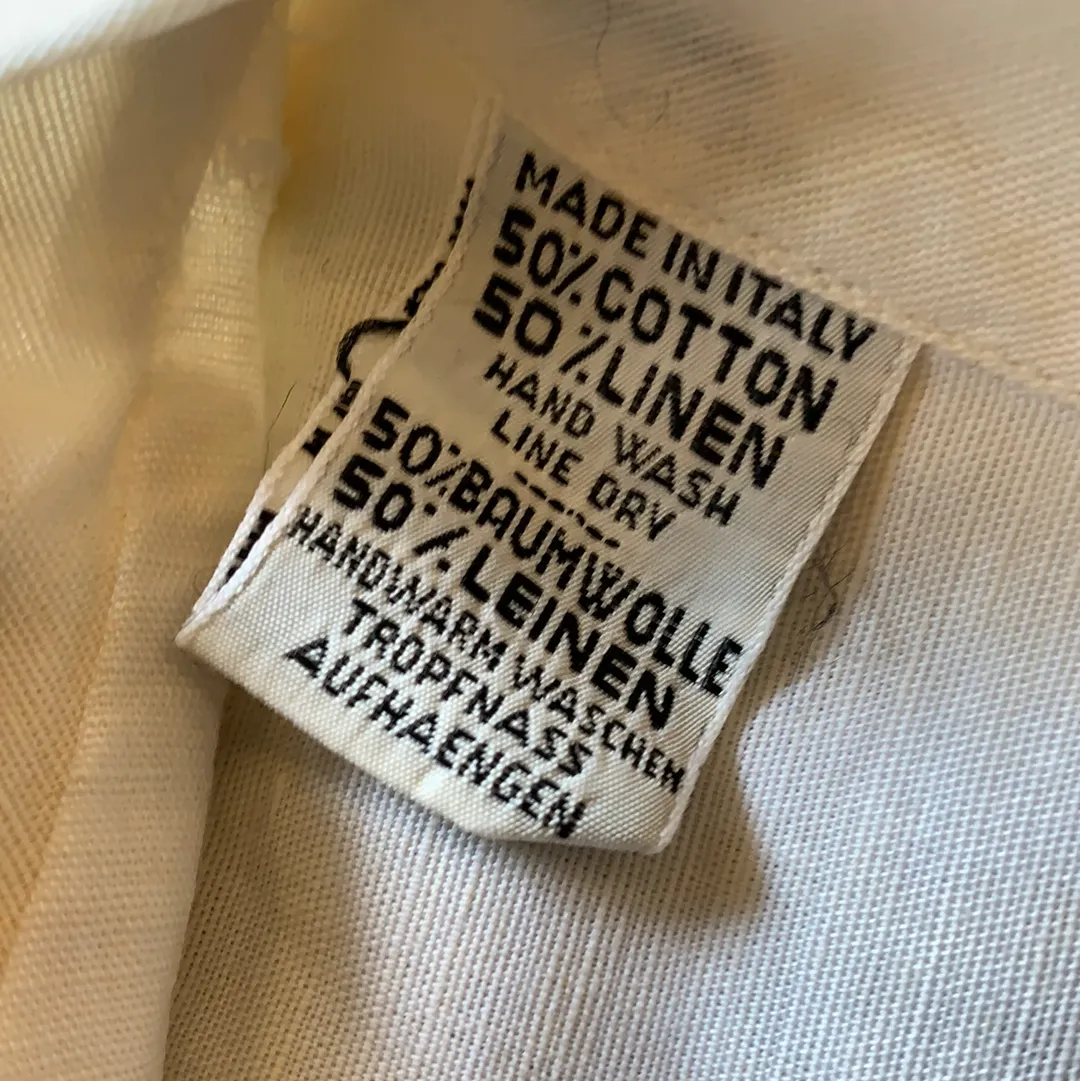 MADE IN ITALY
50% COTTON
50% LINEN
HAND WASH
LINE DRY
50% BAUMWOLLE
50% LEINEN
HANDWARM WASCHEN
TROPFNASS
AUFHAENGEN